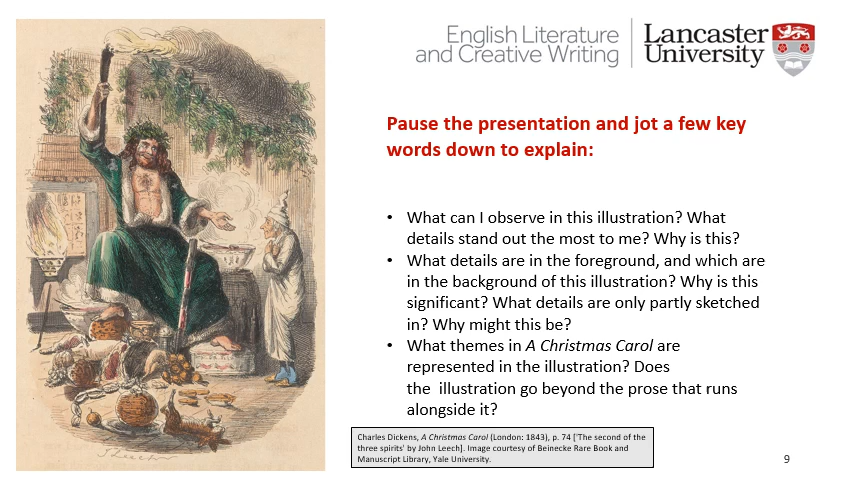 English Literature
and Creative Writing
Lancaster
University
Pause the presentation and jot a few key
words down to explain:
• What can I observe in this illustration? What
details stand out the most to me? Why is this?
• What details are in the foreground, and which are
in the background of this illustration? Why is this
significant? What details are only partly sketched
in? Why might this be?
• What themes in A Christmas Carol are
represented in the illustration? Does
the  illustration go beyond the prose that runs
alongside it?
J. Leech
Charles Dickens, A Christmas Carol (London: 1843), p. 74 ['The second of the
three spirits' by John Leech]. Image courtesy of Beinecke Rare Book and
Manuscript Library, Yale University.
9